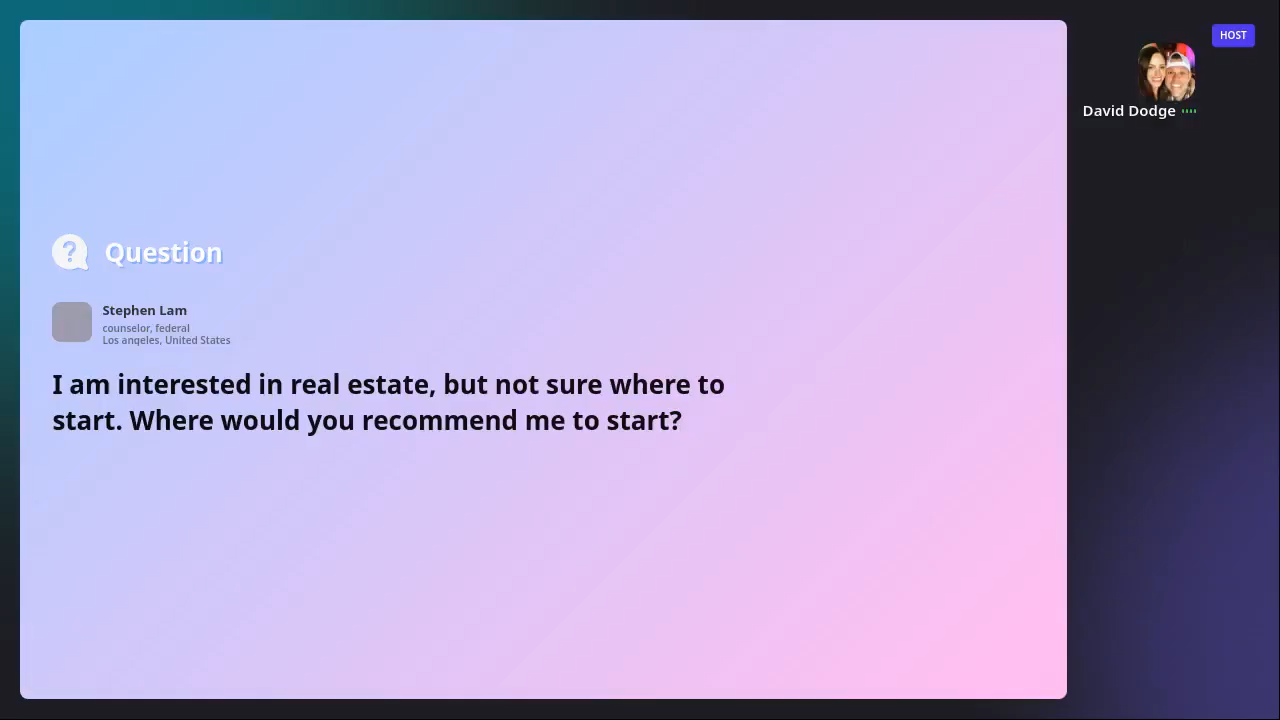 HOST
David Dodge
Question
Stephen Lam
counselor, federal
Los angeles, United States
I am interested in real estate, but not sure where to
start. Where would you recommend me to start?